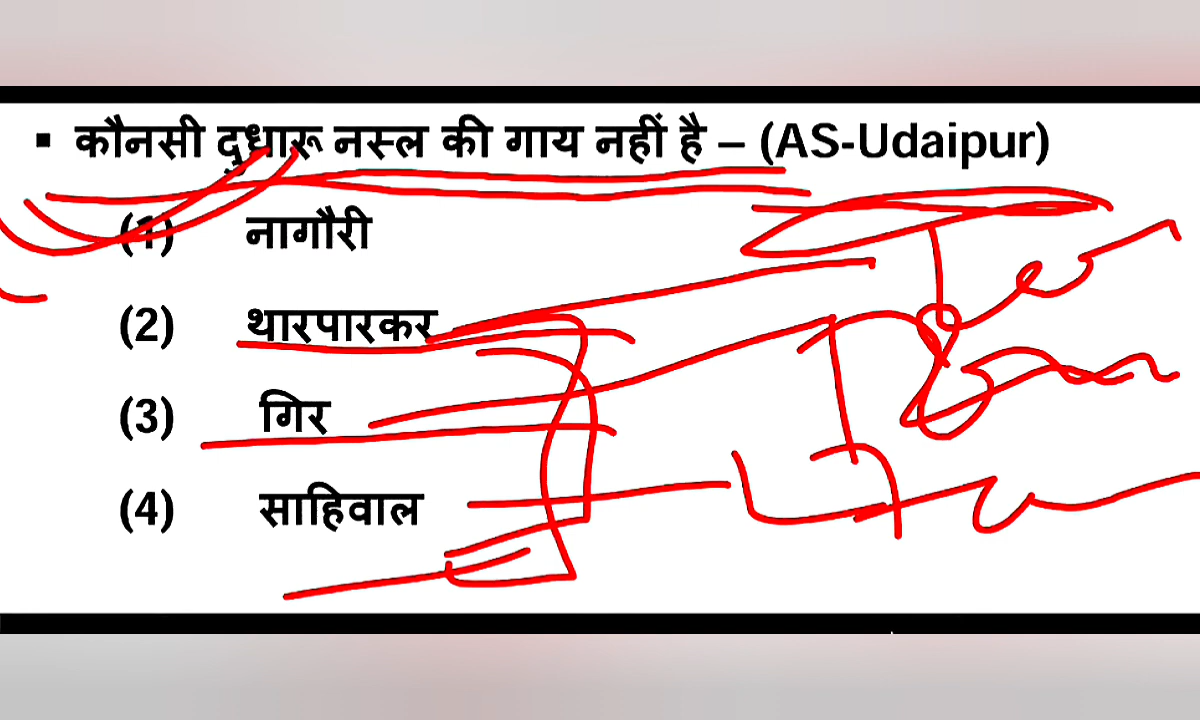 ▪ कौनसी दुधारू नस्ल की गाय नहीं है – (AS-Udaipur)
(1) नागौरी
(2) थारपारकर
(3) गिर
(4) साहिवाल